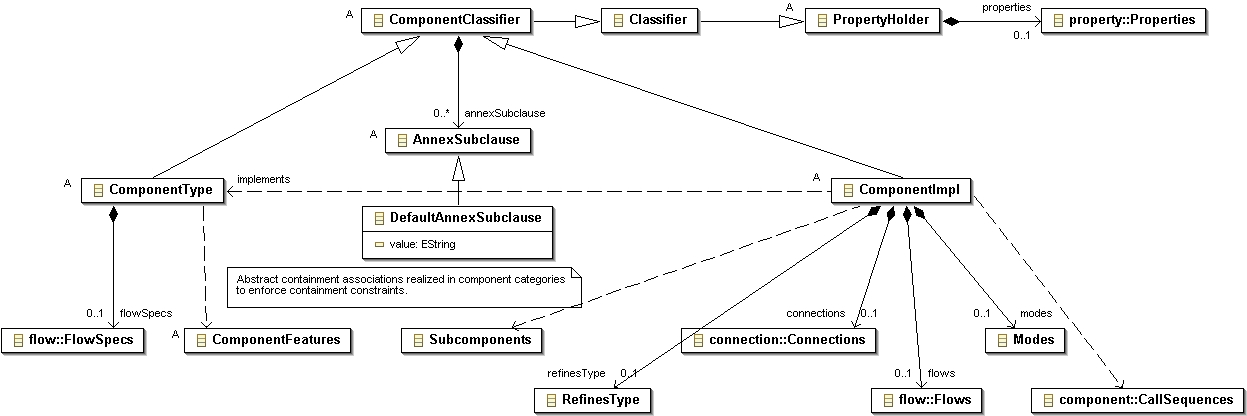 A
ComponentClassifier
Classifier
A
PropertyHolder
properties
0..1
property::Properties
0..*
annexSubclause
A
AnnexSubclause
A
ComponentType
implements
A
ComponentImpl
DefaultAnnexSubclause
value: EString
Abstract containment associations realized in component categories
to enforce containment constraints.
0..1
flowSpecs
flow::FlowSpecs
A
ComponentFeatures
Subcomponents
connections
0..1
connection::Connections
0..1
modes
Modes
refinesType
0..1
RefinesType
0..1
flows
flow::Flows
component::CallSequences